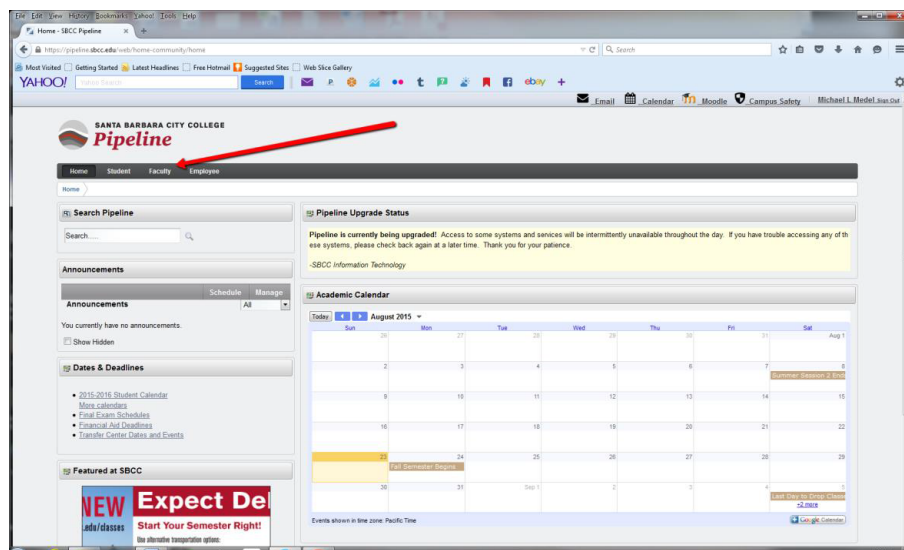 File Edit View History Bookmarks Yahoo! Tools Help
Home - SBCC Pipeline
https://pipeline.sbcc.edu/web/home-community/home
Search
Most Visited Getting Started Latest Headlines Free Hotmail Suggested Sites Web Slice Gallery
YAHOO! Search ebay
Email Calendar Moodle Campus Safety Michael L Medel Sign Out
SANTA BARBARA CITY COLLEGE
Pipeline
Home Student Faculty Employee
Home
Search Pipeline
Search.....
Announcements
Schedule Manage
Announcements All
You currently have no announcements.
Show Hidden
Dates & Deadlines
2015-2016 Student Calendar
More calendars
Final Exam Schedules
Financial Aid Deadlines
Transfer Center Dates and Events
Featured at SBCC
NEW Expect Del
.edu/classes Start Your Semester Right!
Use alternative transportation options:
Pipeline Upgrade Status
Pipeline is currently being upgraded! Access to some systems and services will be intermittently unavailable throughout the day. If you have trouble accessing any of th
ese systems, please check back again at a later time. Thank you for your patience.
-SBCC Information Technology
Academic Calendar
Today August 2015
Sun Mon Tue Wed Thu Fri Sat
26 27 28 29 30 31 Aug 1
2 3 4 5 6 7 8
Summer Session 2 Ends
9 10 11 12 13 14 15
16 17 18 19 20 21 22
23 24 25 26 27 28 29
Fall Semester Begins
30 31 Sep 1 2 3 4 5
Last Day to Drop Classe
+2 more
Events shown in time zone: Pacific Time
Google Calendar